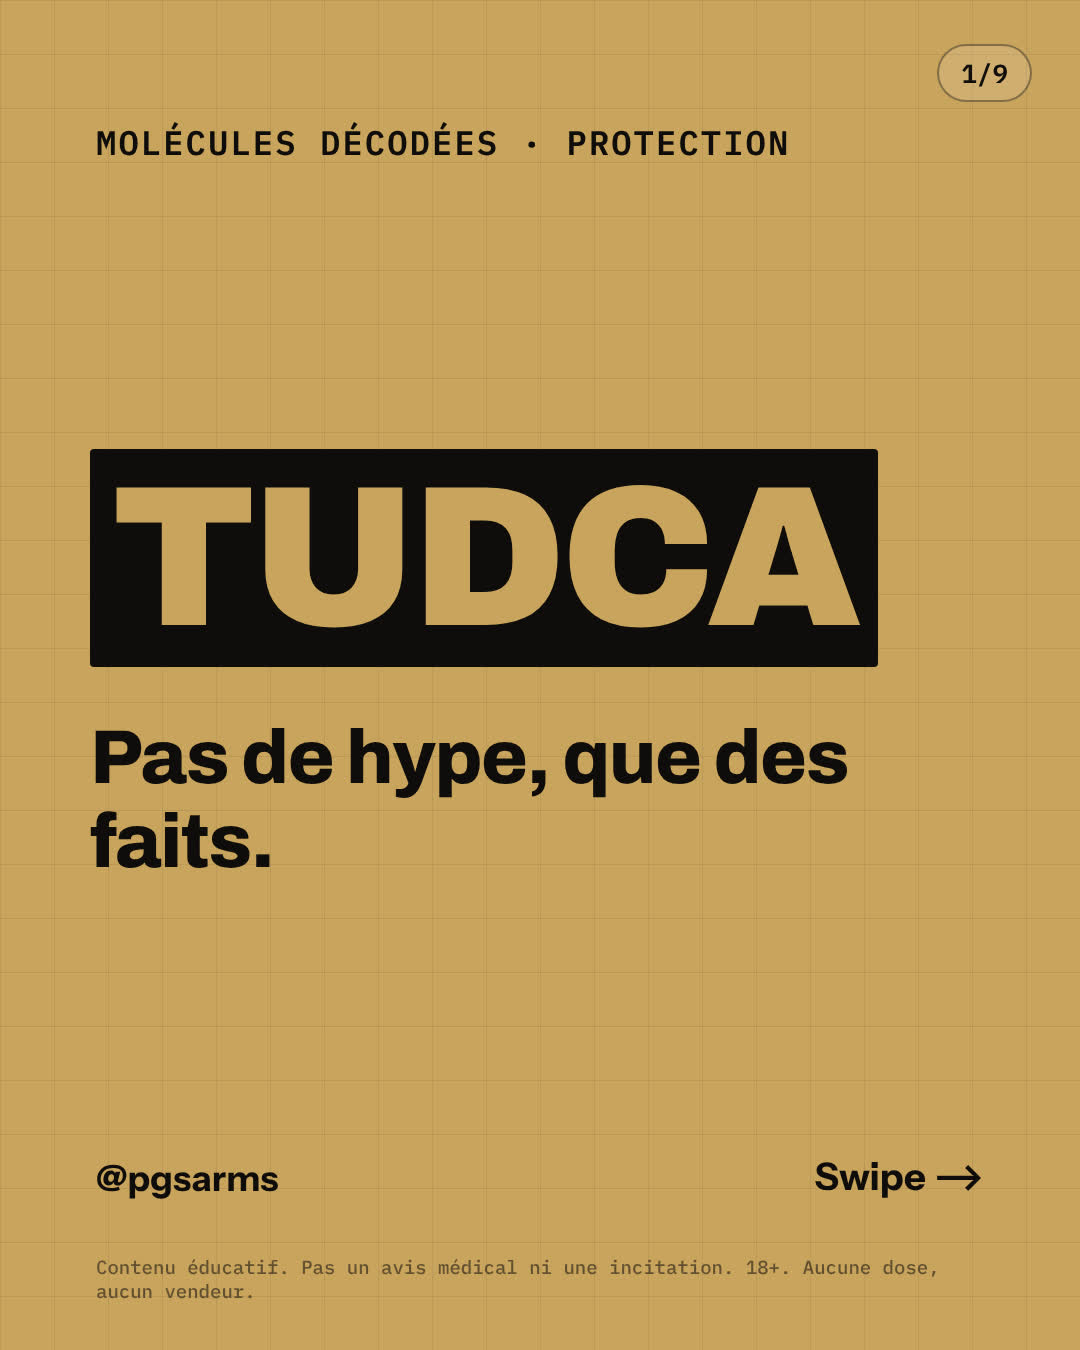 1/9
MOLÉCULES DÉCODÉES · PROTECTION
TUDCA
Pas de hype, que des
faits.
@pgsarms
Swipe →
Contenu éducatif. Pas un avis médical ni une incitation. 18+. Aucune dose,
aucun vendeur.